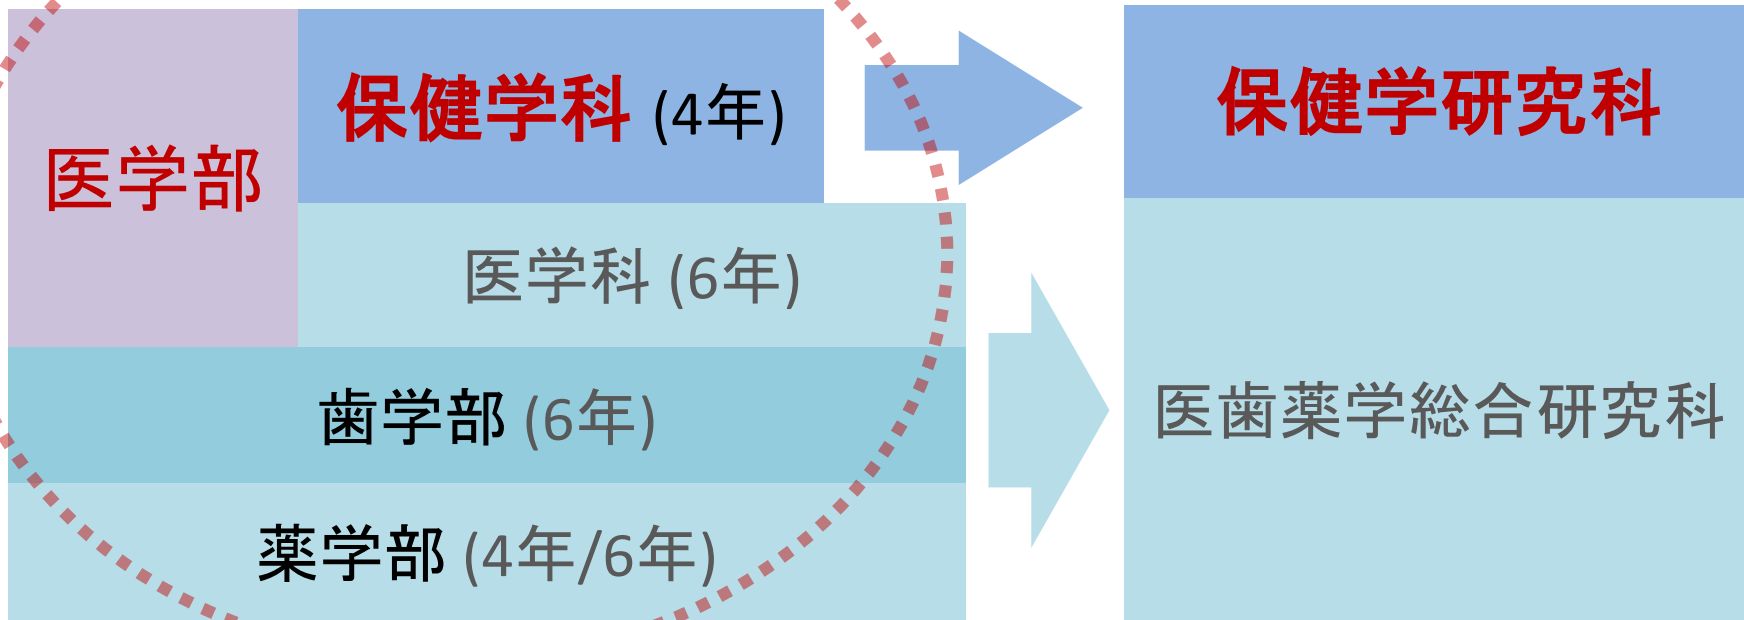 医学部
保健学科 (4年)
医学科 (6年)
歯学部 (6年)
薬学部 (4年/6年)
保健学研究科
医歯薬学総合研究科